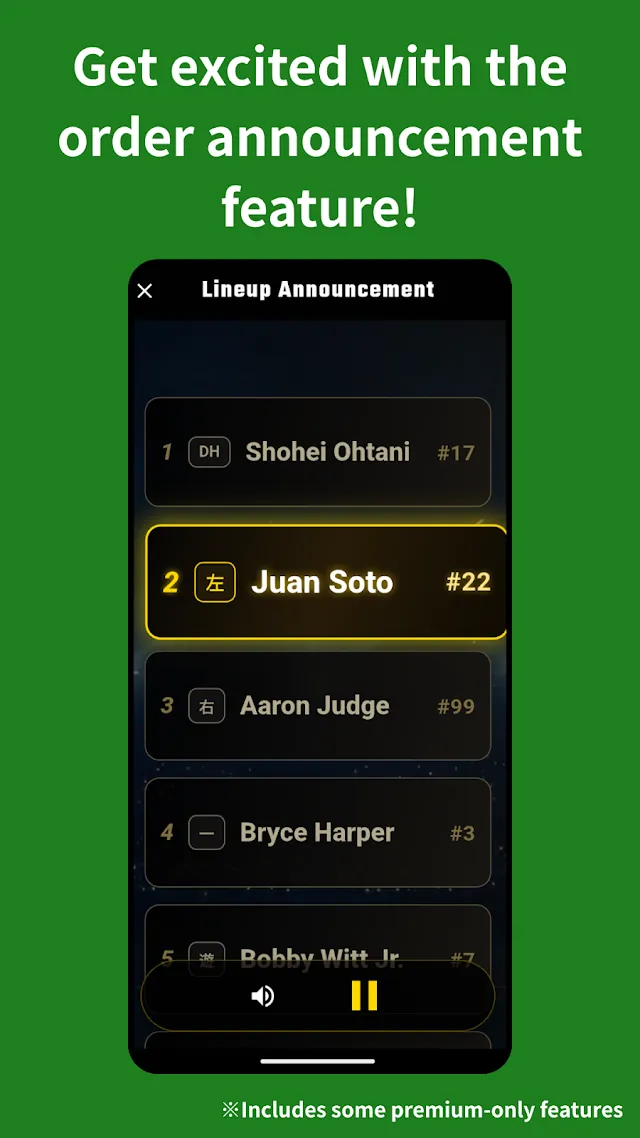 Get excited with the
order announcement
feature!
Lineup Announcement
1 DH Shohei Ohtani #17
2 左 Juan Soto #22
3 右 Aaron Judge #99
4 一 Bryce Harper #3
5 遊 Bobby Witt Jr. #7
※Includes some premium-only features